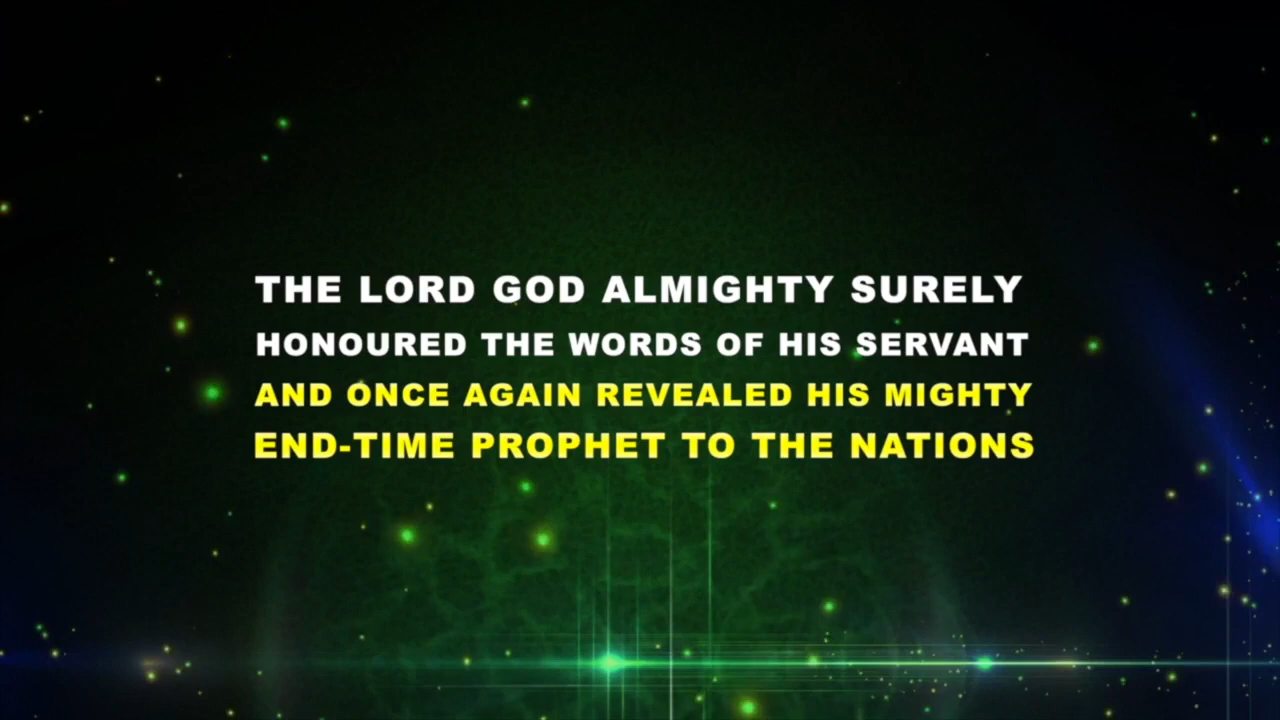 THE LORD GOD ALMIGHTY SURELY
HONOURED THE WORDS OF HIS SERVANT
AND ONCE AGAIN REVEALED HIS MIGHTY
END-TIME PROPHET TO THE NATIONS